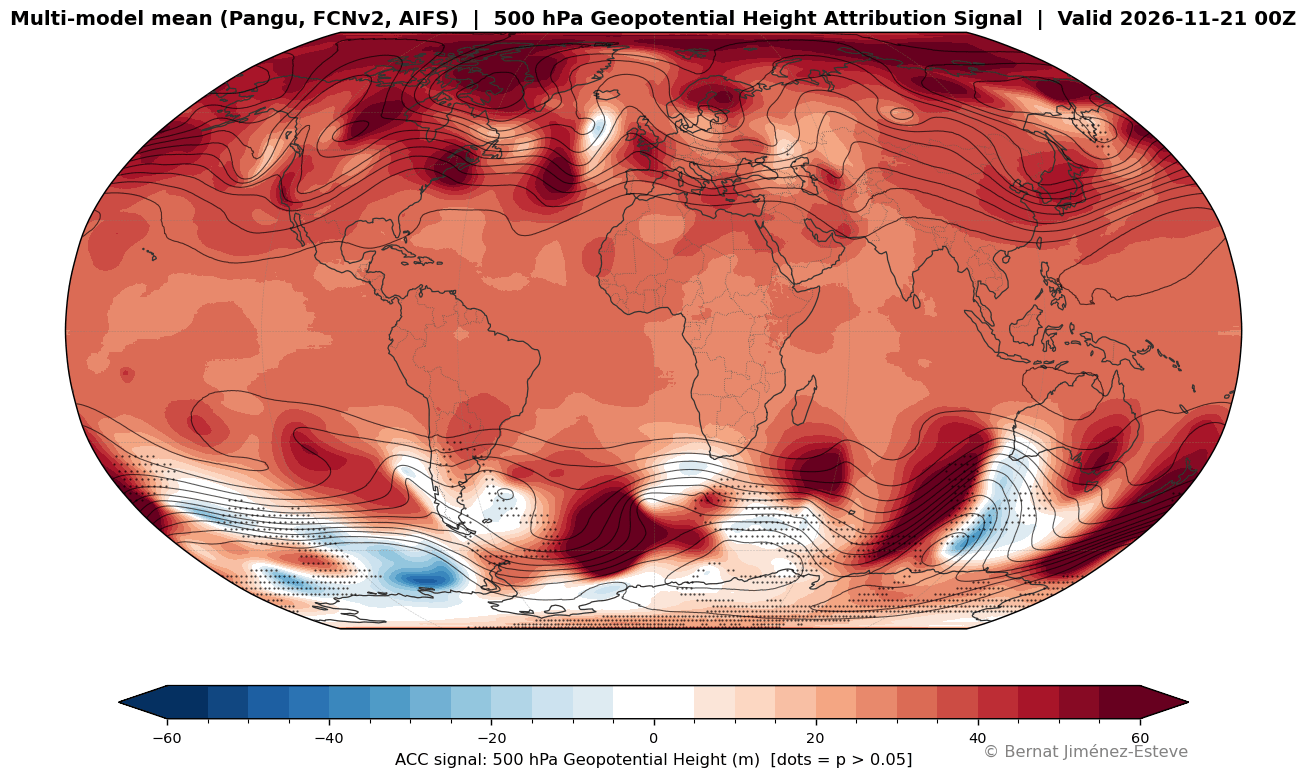 Multi-model mean (Pangu, FCNv2, AIFS) | 500 hPa Geopotential Height Attribution Signal | Valid 2026-11-21 00Z
−60 −40 −20 0 20 40 60
© Bernat Jiménez-Esteve
ACC signal: 500 hPa Geopotential Height (m) [dots = p > 0.05]